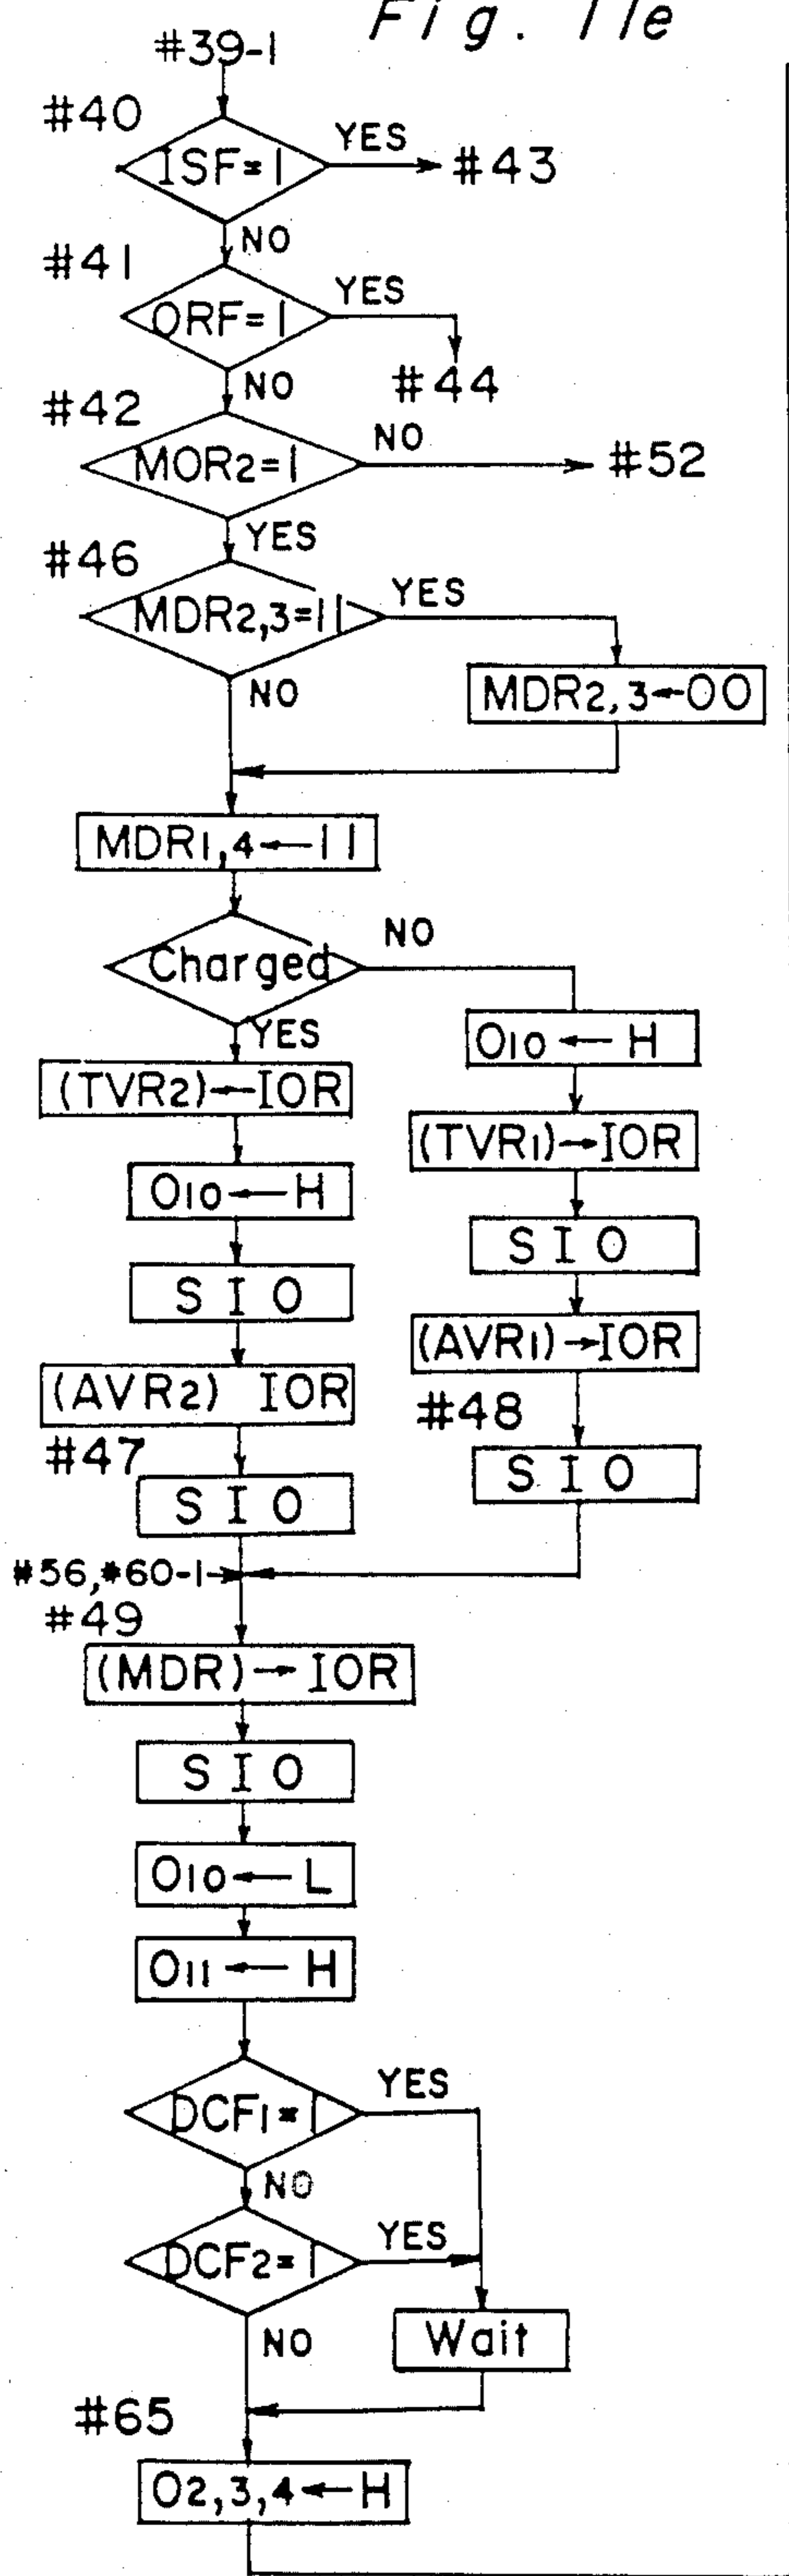 Fig. 11e
#39-1
#40
ISF=1
YES
#43
NO
#41
ORF=1
YES
#44
NO
#42
MOR2=1
NO
#52
YES
#46
MDR2,3=11
YES
MDR2,3←00
NO
MDR1,4←11
Charged
NO
YES
O10←H
(TVR2)←IOR
(TVR1)→IOR
O10←H
SIO
SIO
(AVR1)→IOR
(AVR2) IOR
#48
#47
SIO
SIO
#56,#60-1
#49
(MDR)→IOR
SIO
O10←L
O11←H
DCF1=1
YES
NO
DCF2=1
YES
NO
Wait
#65
O2,3,4←H